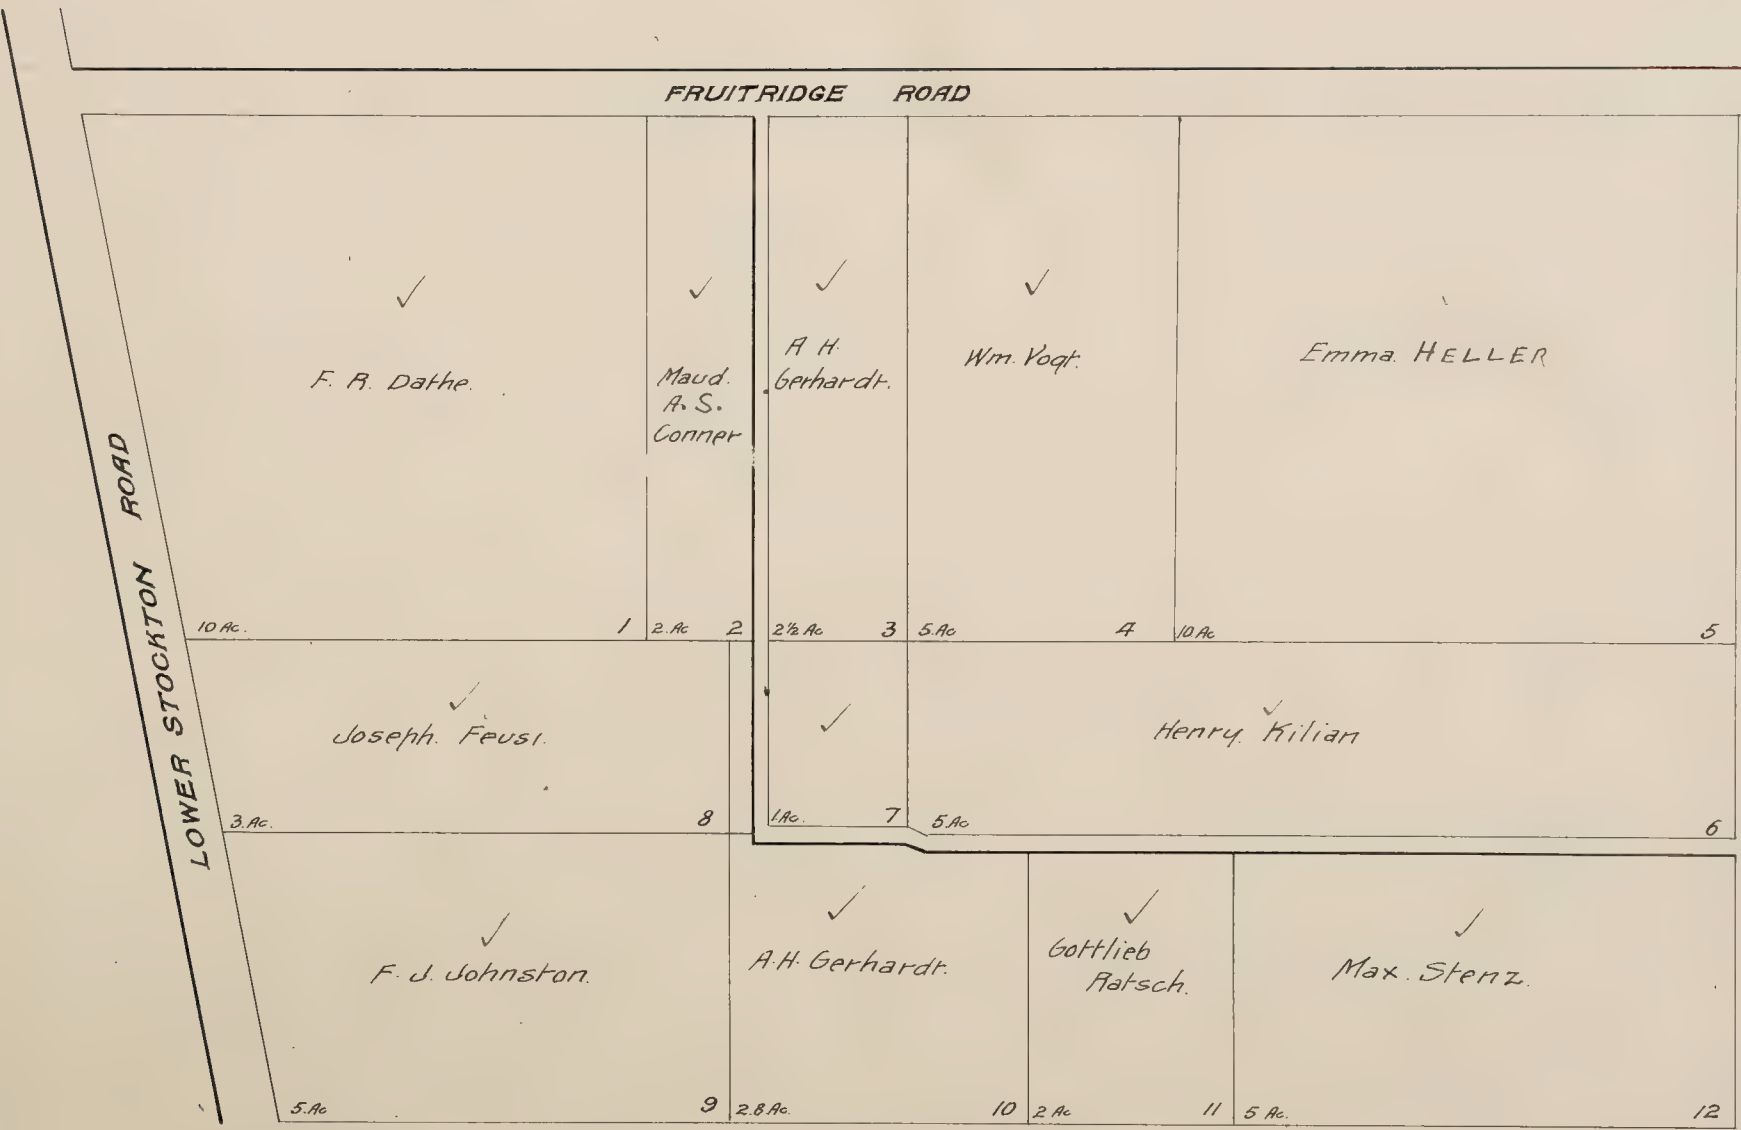 FRUITRIDGE ROAD
LOWER STOCKTON ROAD
F. R. Dathe.
10 Ac. 1
Maud.
A. S.
Conner
2. Ac 2
A H.
Gerhardt.
2½ Ac 3
Wm. Vogt.
5. Ac 4
Emma. HELLER
10 Ac 5
Joseph. Feusi.
3. Ac. 8
1. Ac. 7
Henry. Kilian
5. Ac 6
F. J. Johnston.
5. Ac 9
A. H. Gerhardt.
2.8 Ac. 10
Gottlieb
Ratsch.
2 Ac 11
Max. Stenz.
5 Ac. 12